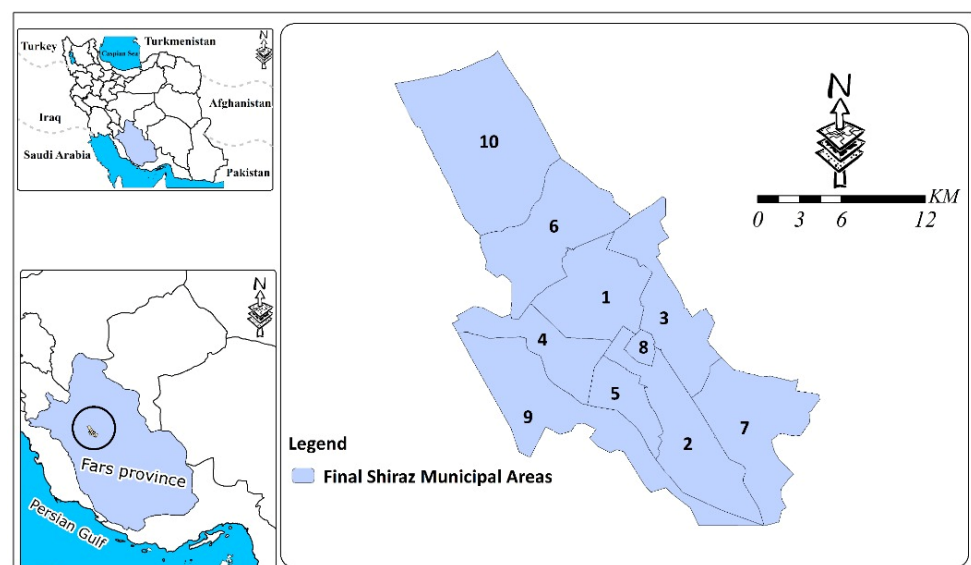 Turkey
Caspian Sea
Turkmenistan
N
Iraq
Afghanistan
Saudi Arabia
Pakistan
N
Fars province
Persian Gulf
10
6
1
3
4
8
5
9
2
7
N
KM
0 3 6 12
Legend
Final Shiraz Municipal Areas